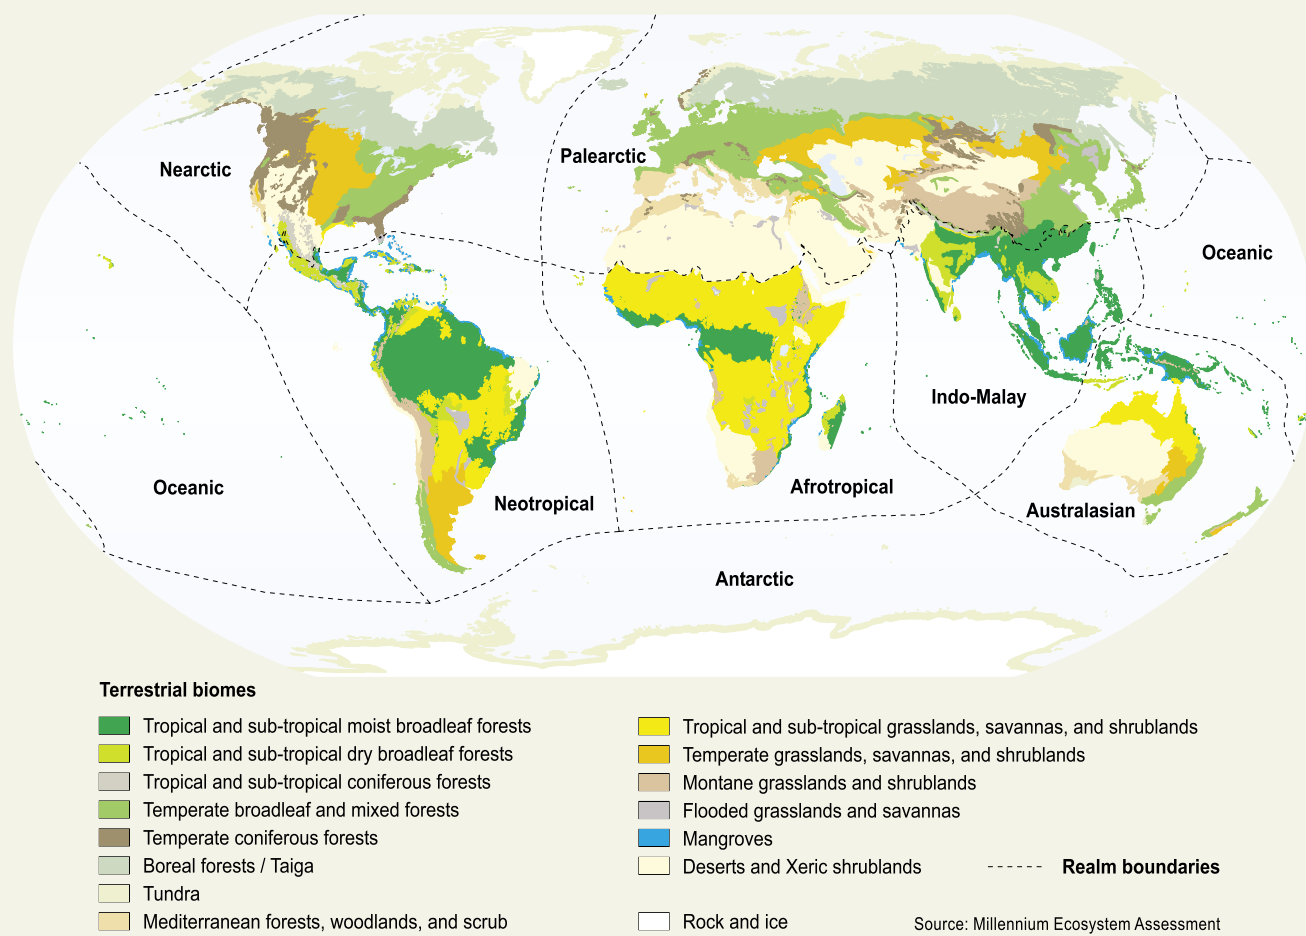 Nearctic
Palearctic
Oceanic
Indo-Malay
Oceanic
Neotropical
Afrotropical
Australasian
Antarctic
Terrestrial biomes
Tropical and sub-tropical moist broadleaf forests
Tropical and sub-tropical dry broadleaf forests
Tropical and sub-tropical coniferous forests
Temperate broadleaf and mixed forests
Temperate coniferous forests
Boreal forests / Taiga
Tundra
Mediterranean forests, woodlands, and scrub
Tropical and sub-tropical grasslands, savannas, and shrublands
Temperate grasslands, savannas, and shrublands
Montane grasslands and shrublands
Flooded grasslands and savannas
Mangroves
Deserts and Xeric shrublands
Rock and ice
Realm boundaries
Source: Millennium Ecosystem Assessment